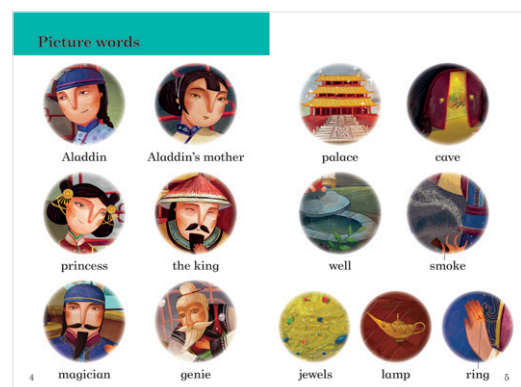 Picture words
Aladdin
Aladdin's mother
princess
the king
magician
genie
4
palace
cave
well
smoke
jewels
lamp
ring
5